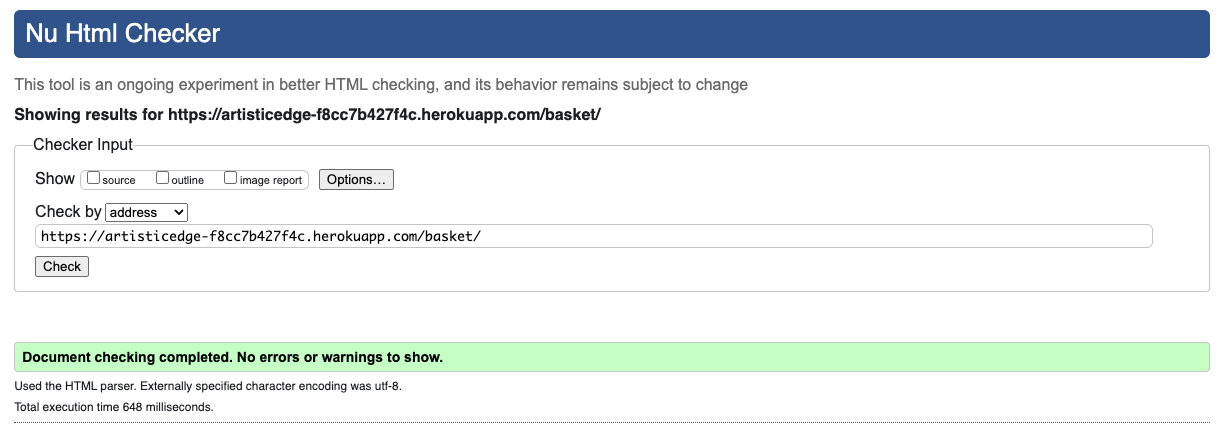 Nu Html Checker
This tool is an ongoing experiment in better HTML checking, and its behavior remains subject to change
Showing results for https://artisticedge-f8cc7b427f4c.herokuapp.com/basket/
Checker Input
Show source outline image report Options...
Check by address
https://artisticedge-f8cc7b427f4c.herokuapp.com/basket/
Check
Document checking completed. No errors or warnings to show.
Used the HTML parser. Externally specified character encoding was utf-8.
Total execution time 648 milliseconds.